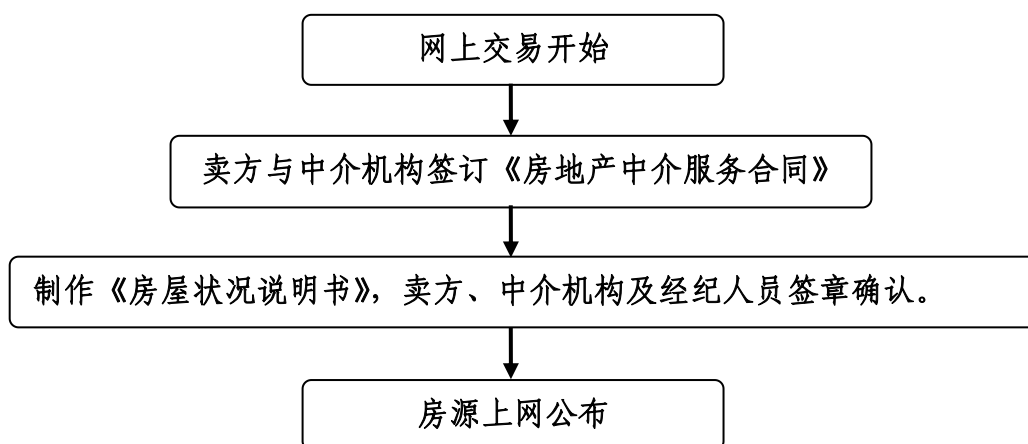 网上交易开始
卖方与中介机构签订《房地产中介服务合同》
制作《房屋状况说明书》，卖方、中介机构及经纪人员签章确认。
房源上网公布